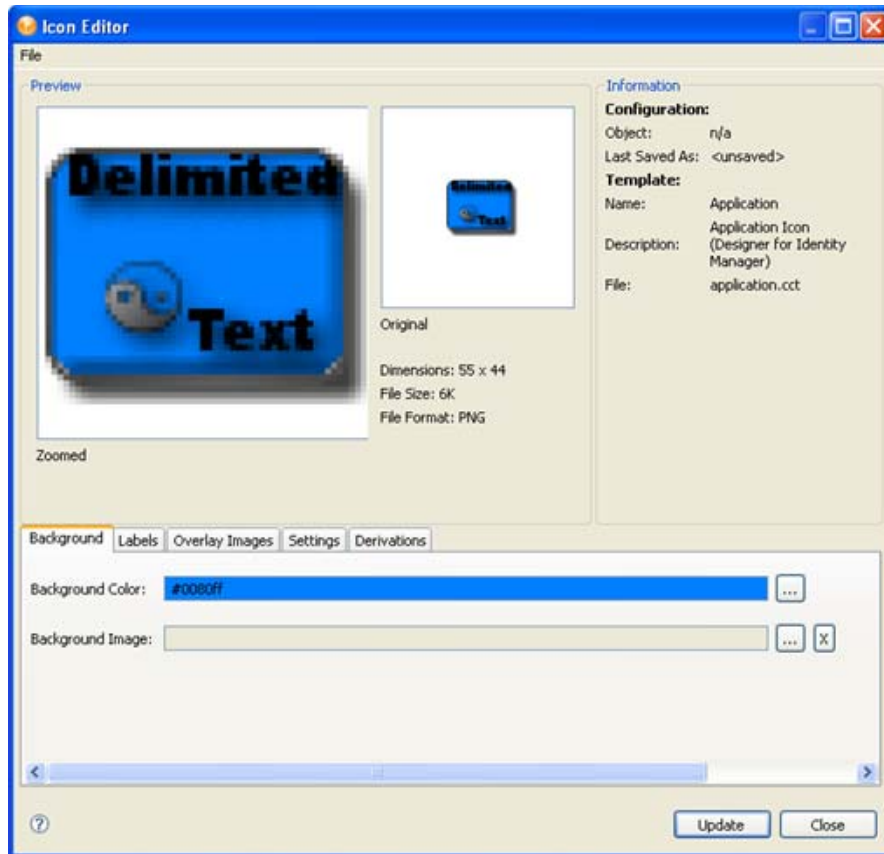 Icon Editor
File
Preview
Delimited
Text
Zoomed
Delimited
Text
Original
Dimensions: 55 x 44
File Size: 6K
File Format: PNG
Information
Configuration:
Object: n/a
Last Saved As: <unsaved>
Template:
Name: Application
Description: Application Icon
(Designer for Identity
Manager)
File: application.cct
Background Labels Overlay Images Settings Derivations
Background Color: #0080ff ...
Background Image: ... X
?
Update Close